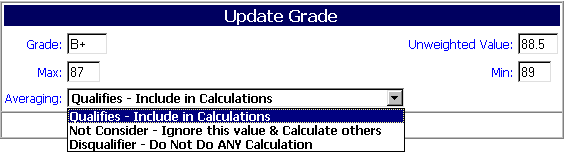 Update Grade
Grade: B+ Unweighted Value: 88.5
Max: 87 Min: 89
Averaging: Qualifies - Include in Calculations
Qualifies - Include in Calculations
Not Consider - Ignore this value & Calculate others
Disqualifier - Do Not Do ANY Calculation